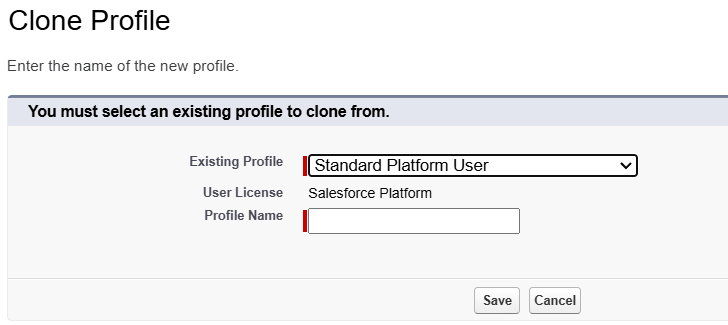 Clone Profile
Enter the name of the new profile.
You must select an existing profile to clone from.
Existing Profile Standard Platform User
User License Salesforce Platform
Profile Name
Save Cancel